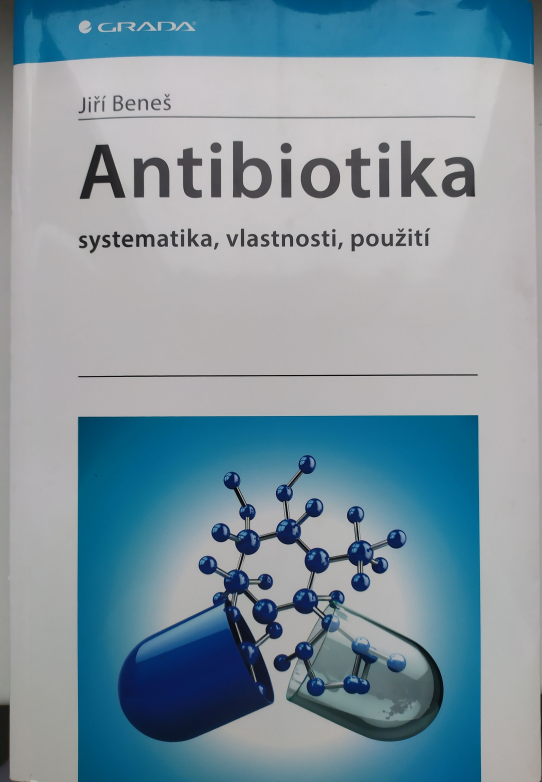 GRADA
Jiří Beneš
Antibiotika
systematika, vlastnosti, použití